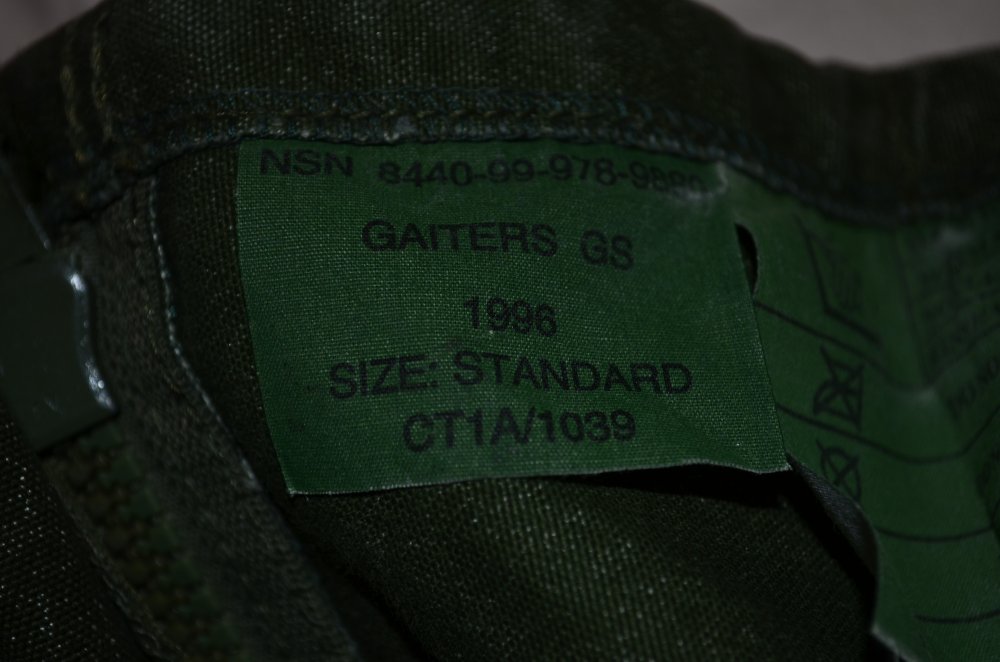 NSN 8440-99-978-9880
GAITERS GS
1996
SIZE: STANDARD
CT1A/1039